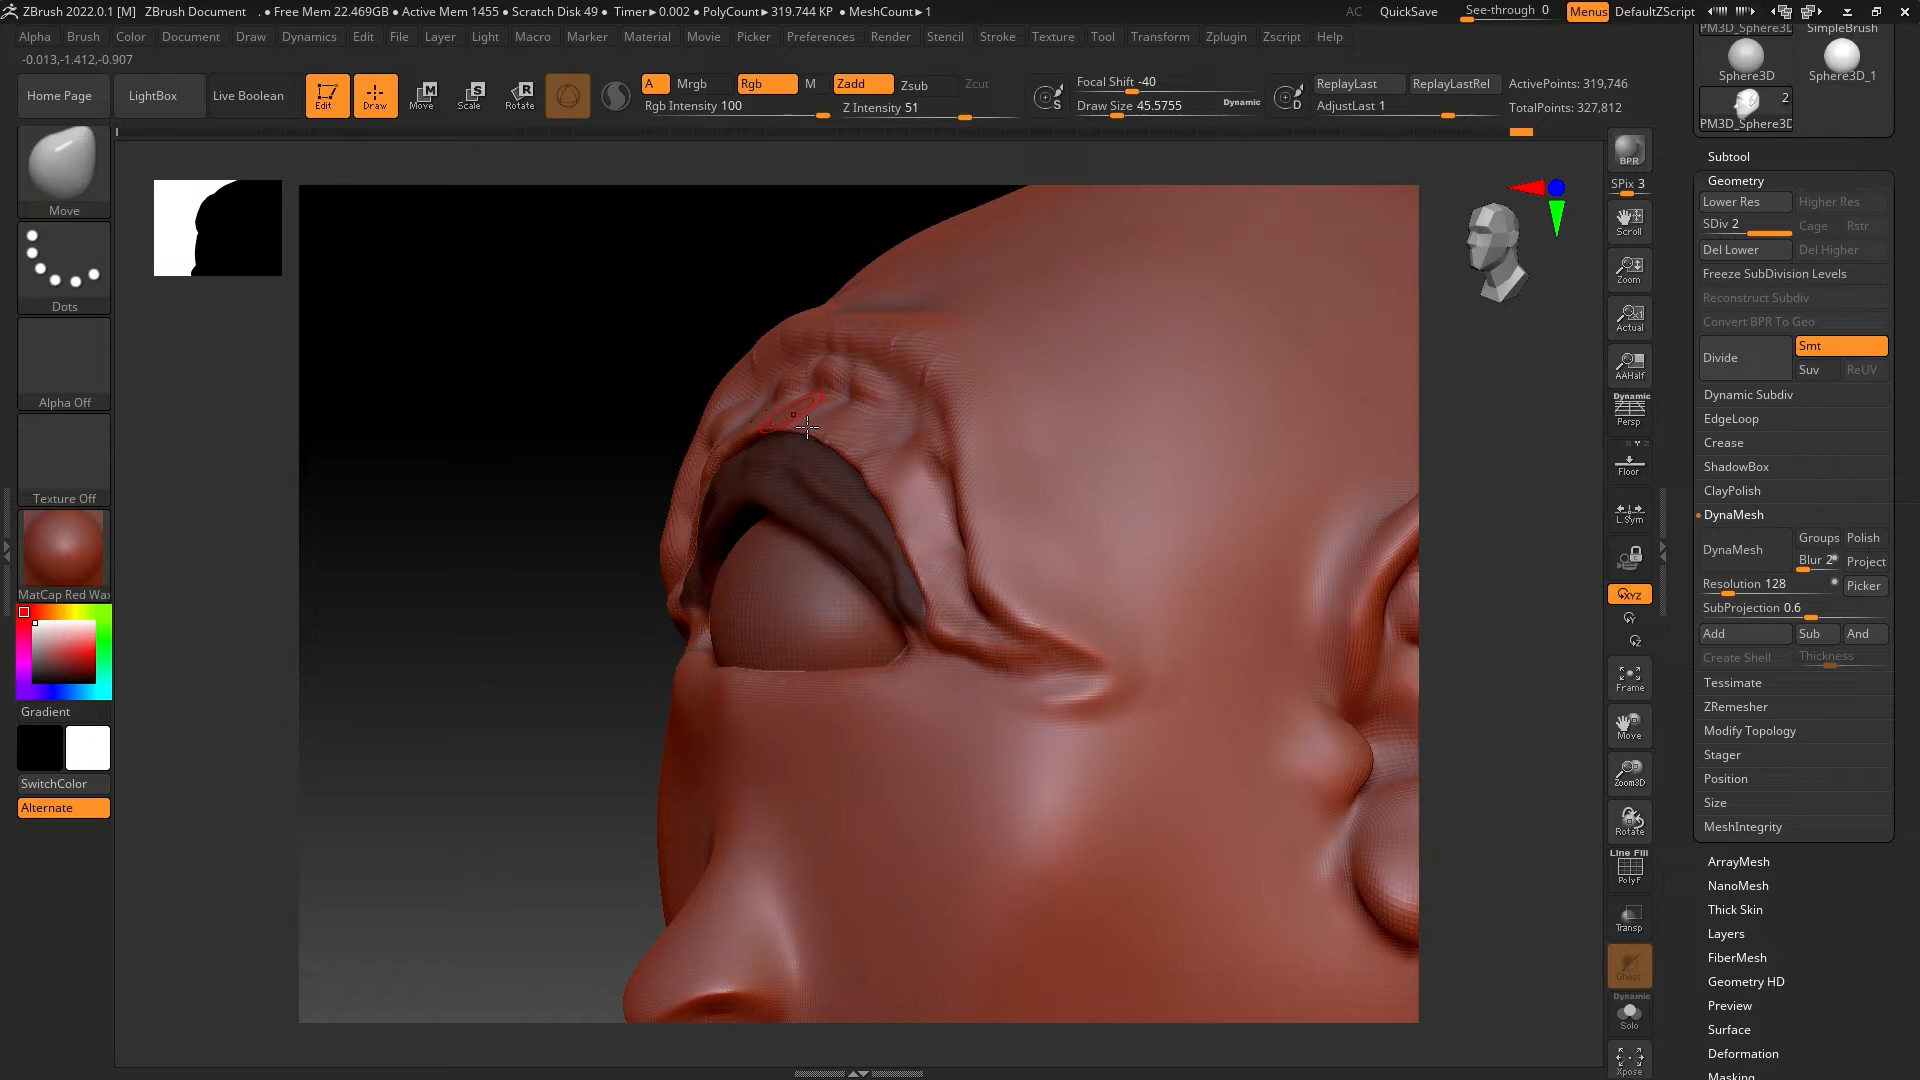 ZBrush 2022.0.1 [M] ZBrush Document . • Free Mem 22.469GB • Active Mem 1455 • Scratch Disk 49 • Timer▸0.002 • PolyCount▸319.744 KP • MeshCount▸1 AC QuickSave See-through 0 Menus DefaultZScript
Alpha Brush Color Document Draw Dynamics Edit File Layer Light Macro Marker Material Movie Picker Preferences Render Stencil Stroke Texture Tool Transform Zplugin Zscript Help
-0.013,-1.412,-0.907
Home Page LightBox Live Boolean Edit Draw Move Scale Rotate
A Mrgb Rgb M Zadd Zsub Zcut
Rgb Intensity 100 Z Intensity 51
Focal Shift -40
Draw Size 45.5755 Dynamic
ReplayLast ReplayLastRel
AdjustLast 1
ActivePoints: 319,746
TotalPoints: 327,812
Move
Dots
Alpha Off
Texture Off
MatCap Red Wax
Gradient
SwitchColor
Alternate
BPR
SPix 3
Scroll
Zoom
Actual
AAHalf
Dynamic
Persp
Floor
L.Sym
XYZ
Frame
Move
Zoom3D
Rotate
Line Fill
PolyF
Transp
Ghost
Dynamic
Solo
Xpose
PM3D_Sphere3D SimpleBrush
Sphere3D Sphere3D_1
2
PM3D_Sphere3D
Subtool
Geometry
Lower Res Higher Res
SDiv 2 Cage Rstr
Del Lower Del Higher
Freeze SubDivision Levels
Reconstruct Subdiv
Convert BPR To Geo
Divide Smt
Suv ReUV
Dynamic Subdiv
EdgeLoop
Crease
ShadowBox
ClayPolish
DynaMesh
DynaMesh Groups Polish
Blur 2 Project
Resolution 128 Picker
SubProjection 0.6
Add Sub And
Create Shell Thickness
Tessimate
ZRemesher
Modify Topology
Stager
Position
Size
MeshIntegrity
ArrayMesh
NanoMesh
Thick Skin
Layers
FiberMesh
Geometry HD
Preview
Surface
Deformation
Masking